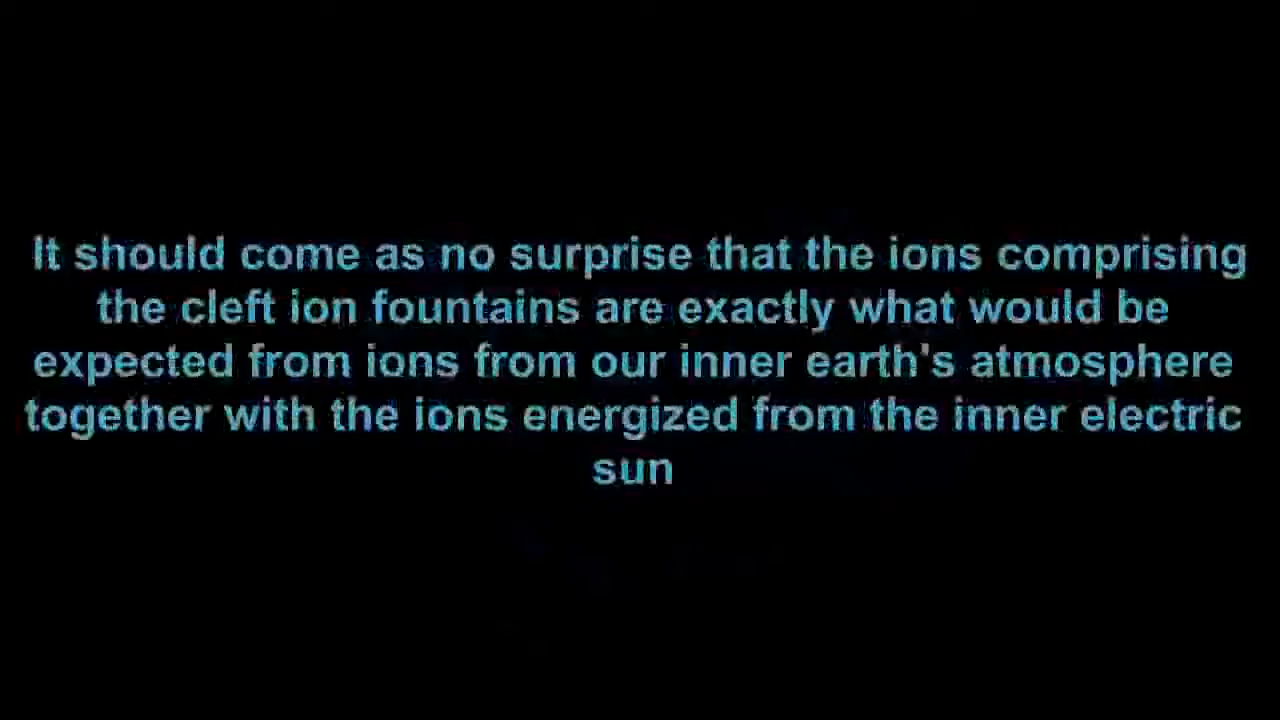 It should come as no surprise that the ions comprising
the cleft ion fountains are exactly what would be
expected from ions from our inner earth's atmosphere
together with the ions energized from the inner electric
sun